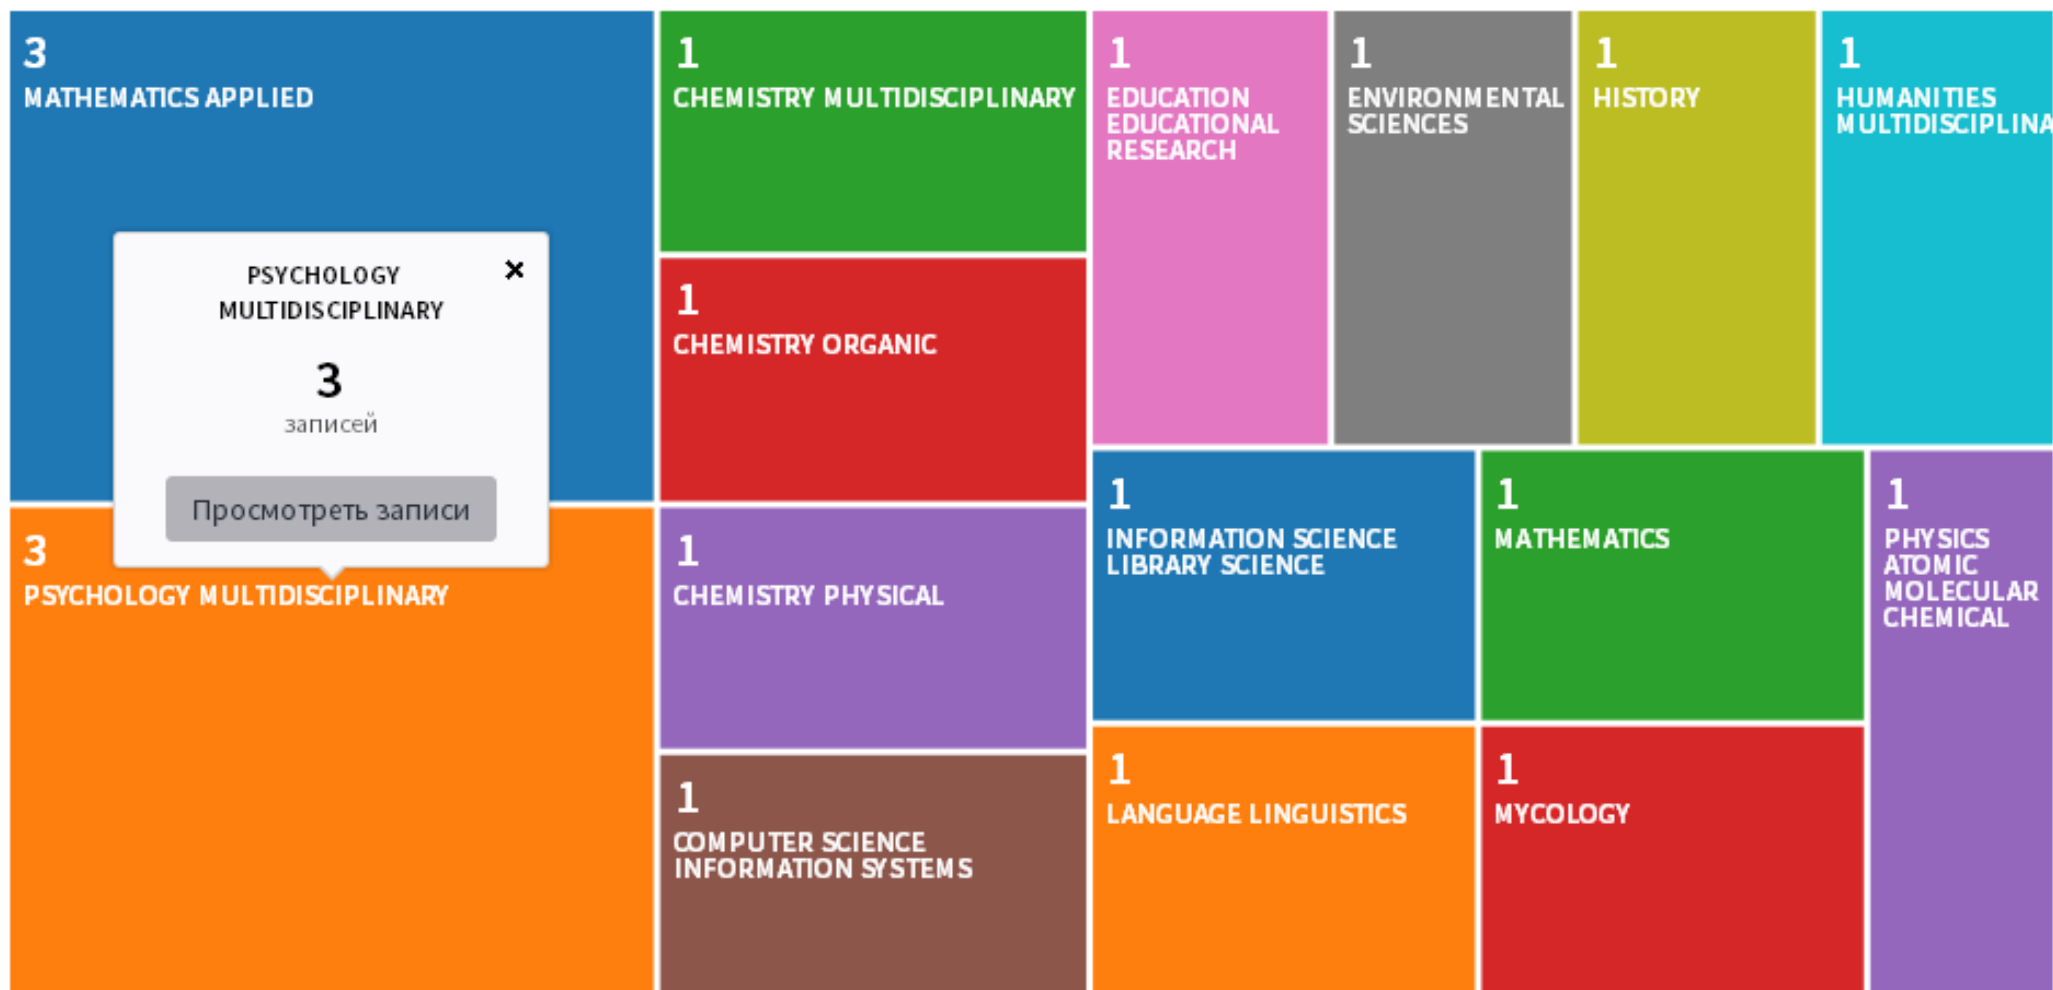 3
MATHEMATICS APPLIED
PSYCHOLOGY
MULTIDISCIPLINARY
3
записей
Просмотреть записи
3
PSYCHOLOGY MULTIDISCIPLINARY
1
CHEMISTRY MULTIDISCIPLINARY
1
CHEMISTRY ORGANIC
1
CHEMISTRY PHYSICAL
1
COMPUTER SCIENCE
INFORMATION SYSTEMS
1
EDUCATION
EDUCATIONAL
RESEARCH
1
ENVIRONMENTAL
SCIENCES
1
HISTORY
1
HUMANITIES
MULTIDISCIPLINA
1
INFORMATION SCIENCE
LIBRARY SCIENCE
1
MATHEMATICS
1
PHYSICS
ATOMIC
MOLECULAR
CHEMICAL
1
LANGUAGE LINGUISTICS
1
MYCOLOGY